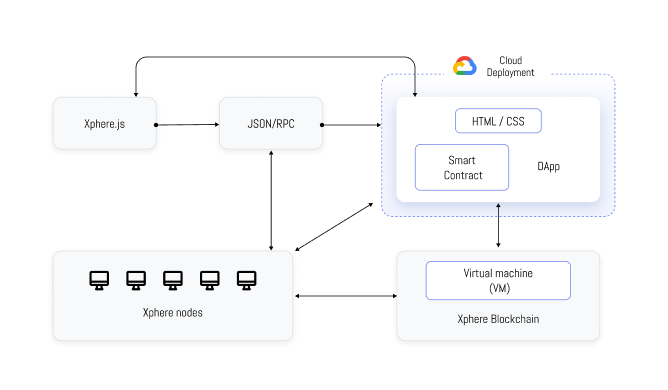 Cloud
Deployment
Xphere.js
JSON/RPC
HTML / CSS
Smart
Contract
DApp
Virtual machine
(VM)
Xphere nodes
Xphere Blockchain